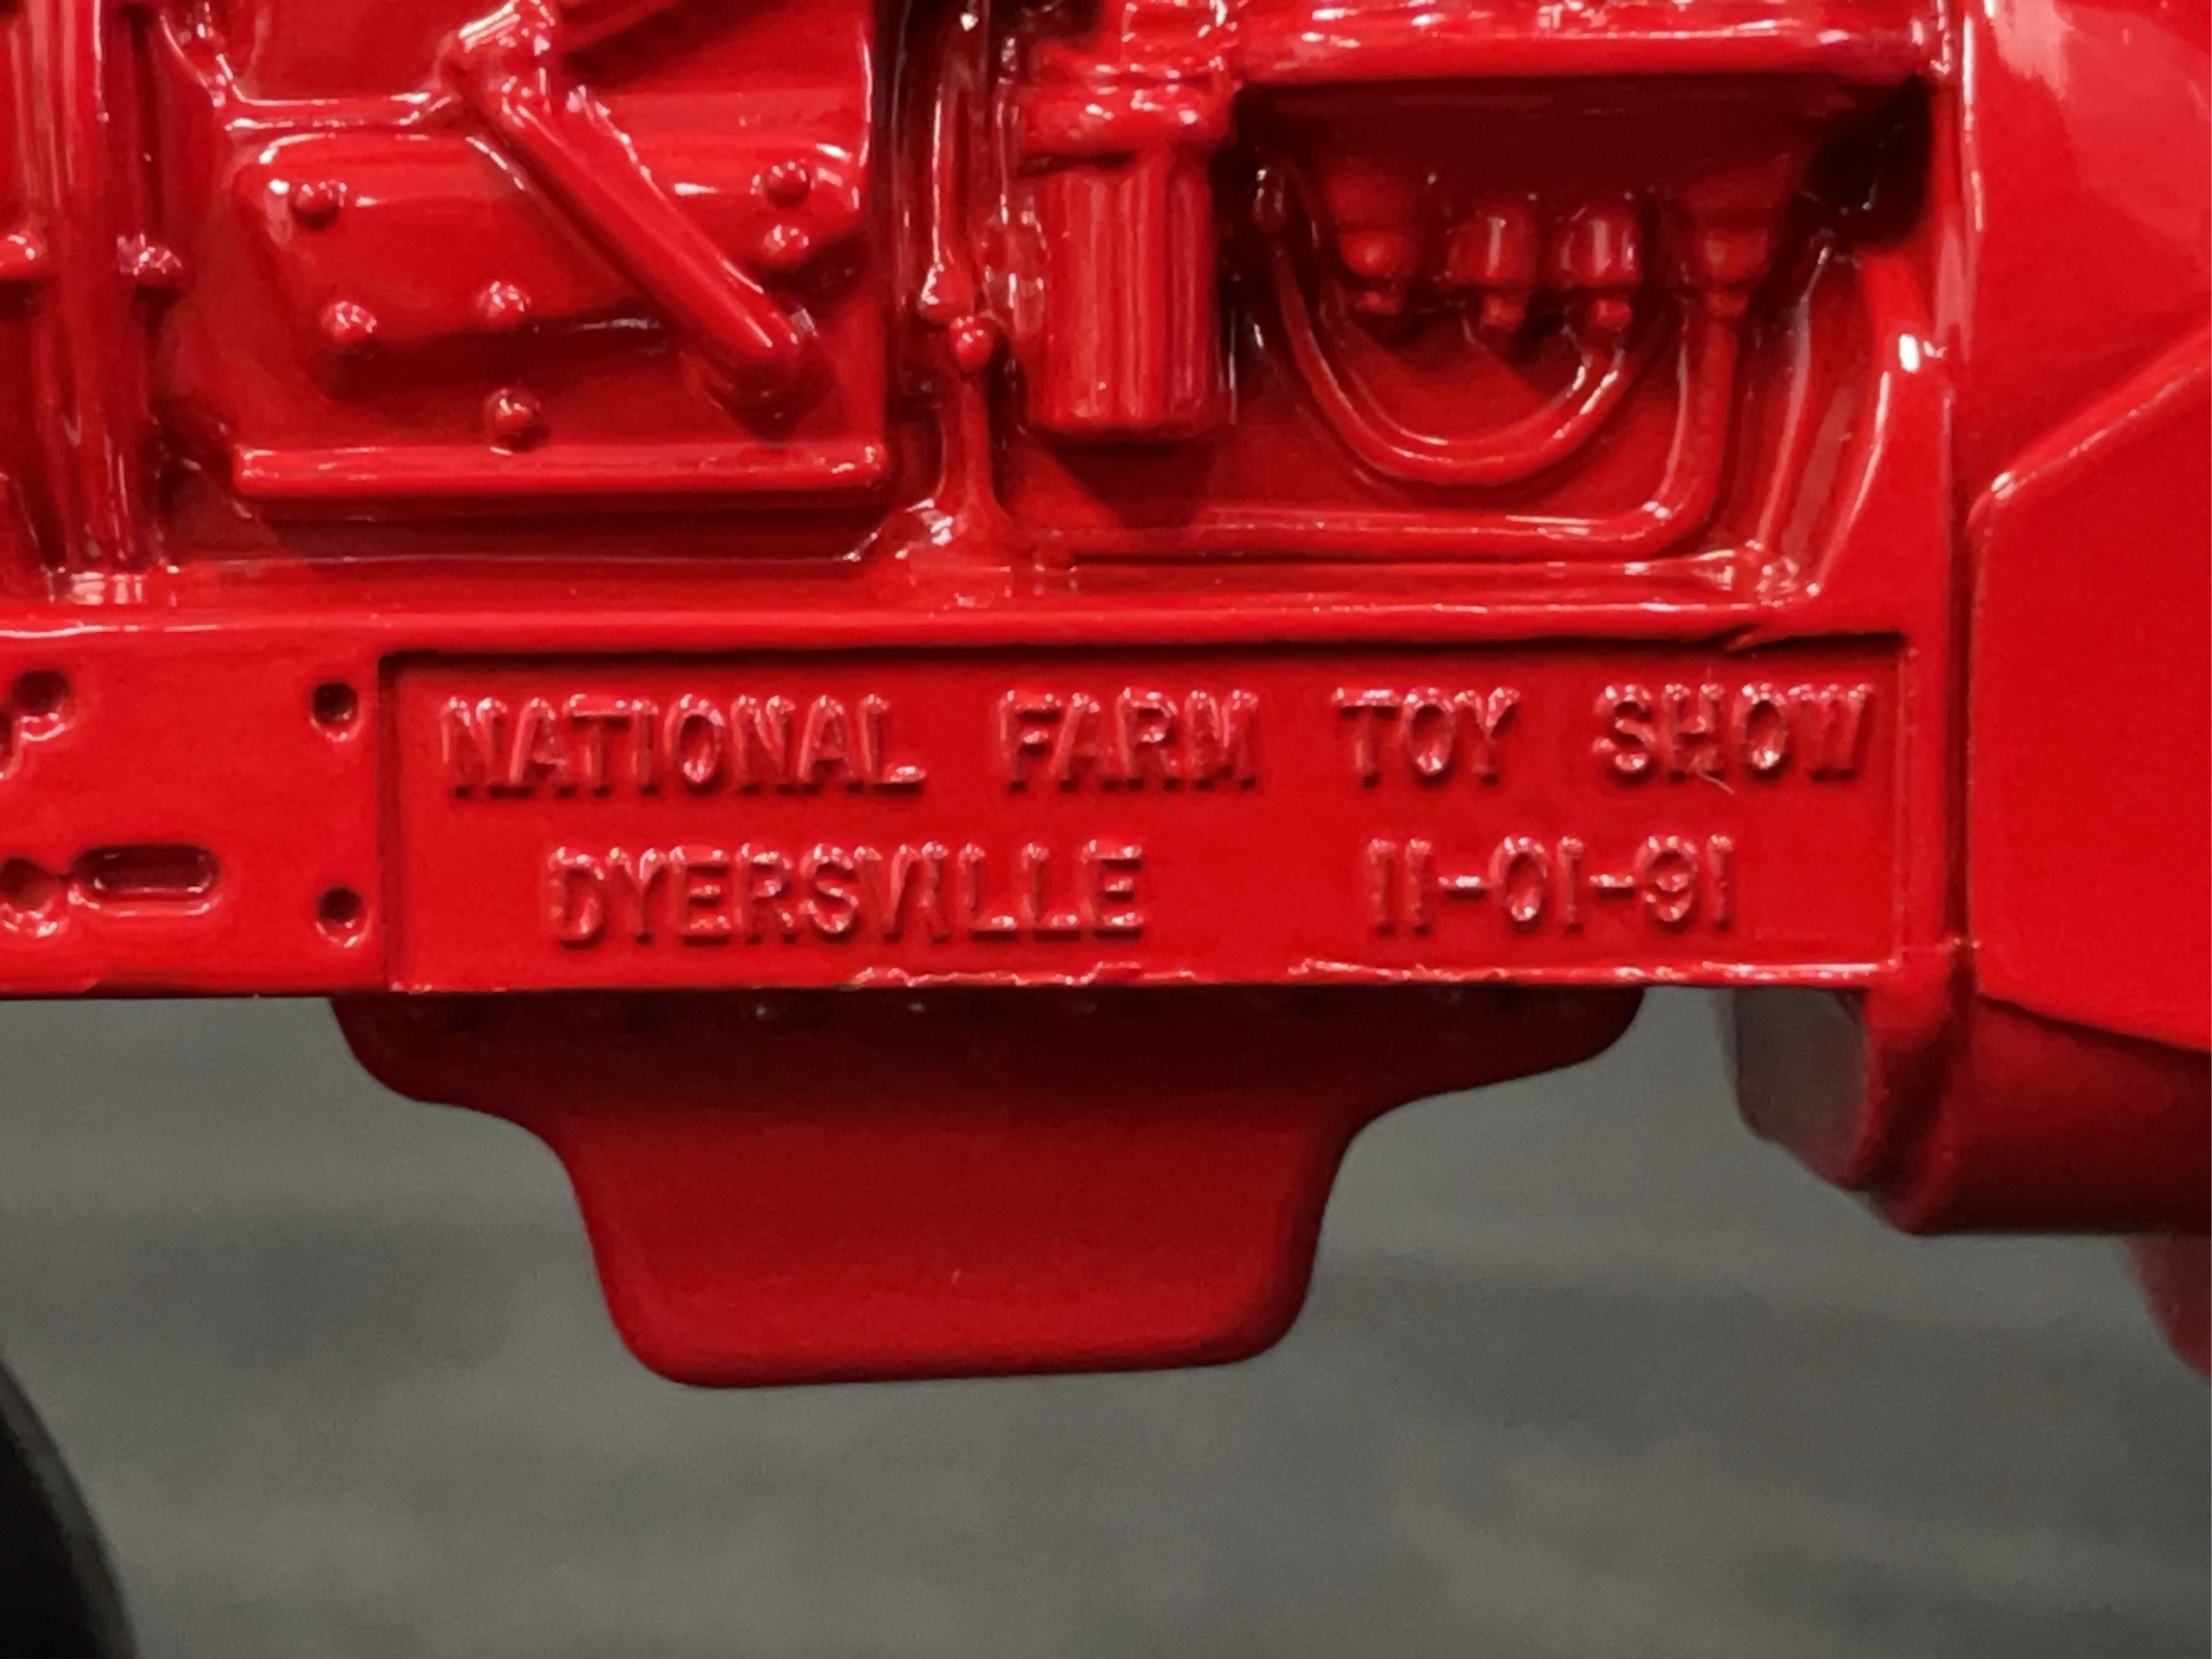 NATIONAL FARM TOY SHOW
DYERSVILLE 11-01-91